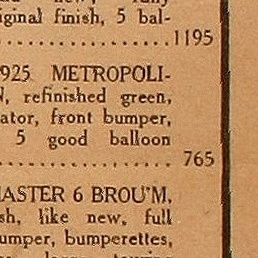 iginal finish, 5 bal-
1195
925 METROPOLI-
N, refinished green,
ator, front bumper,
5 good balloon
765
MASTER 6 BROU'M,
sh, like new, full
umper, bumperettes,